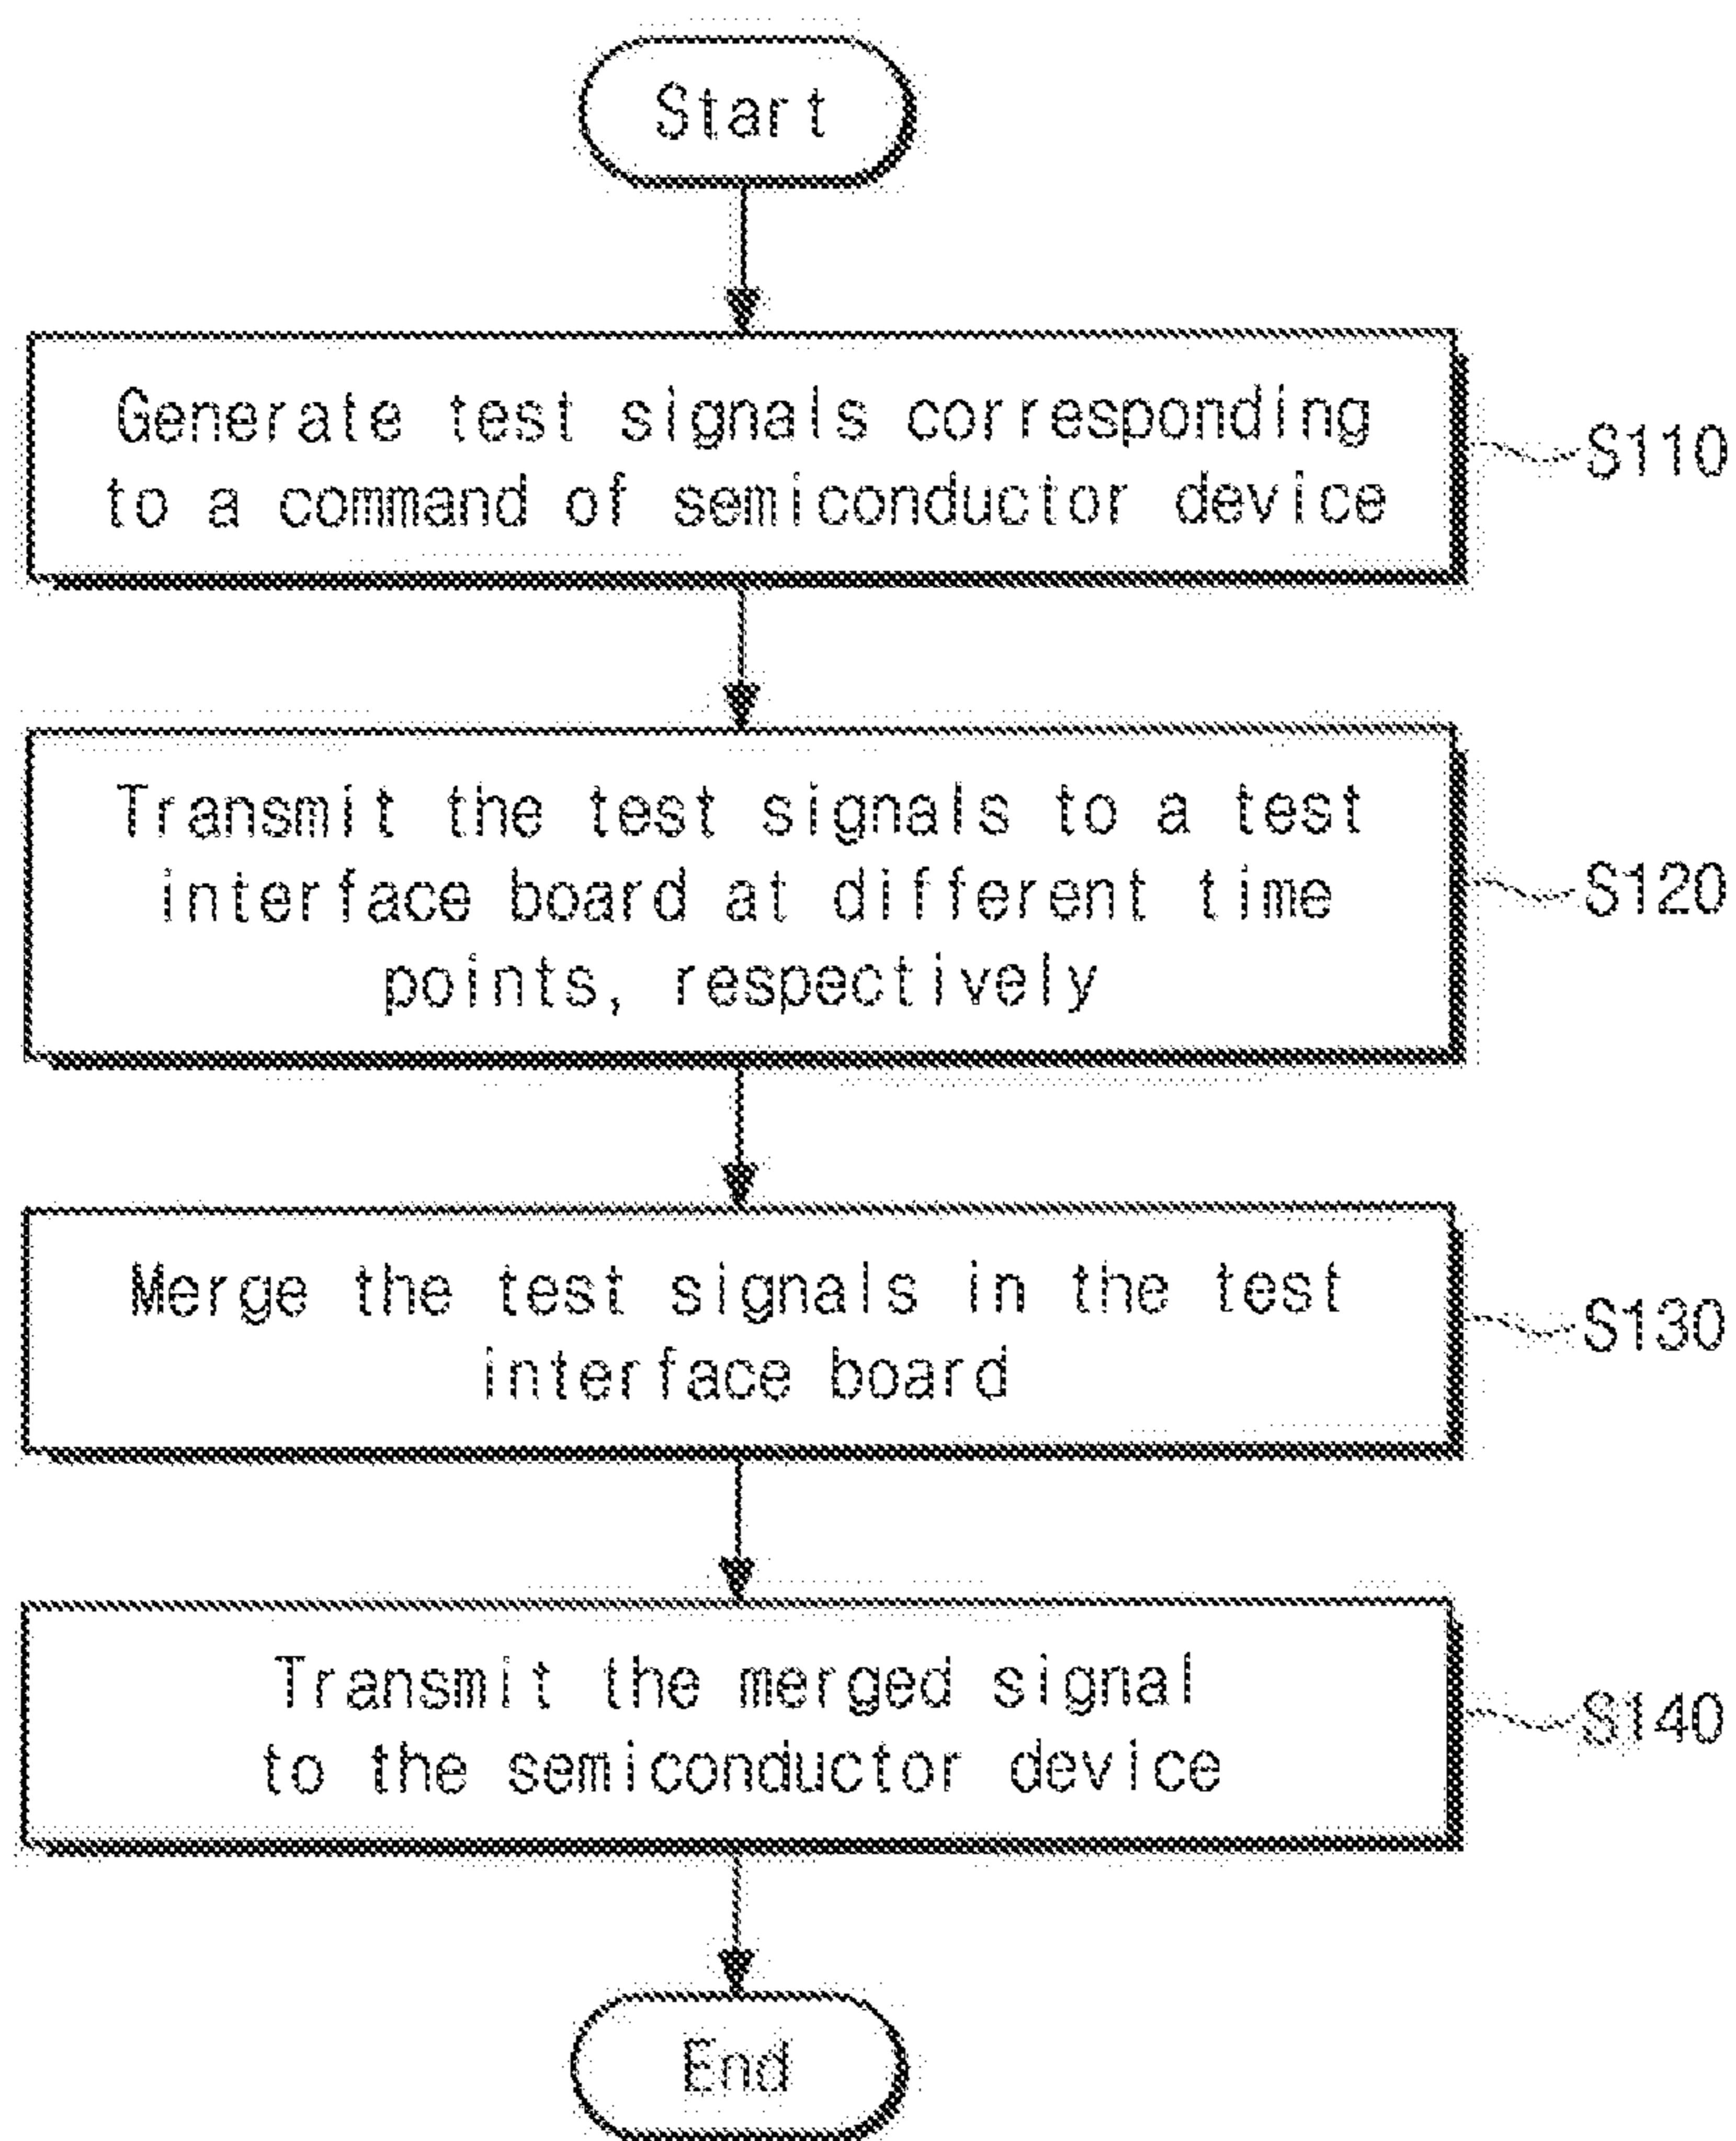 Start
Generate test signals corresponding
to a command of semiconductor device
S110
Transmit the test signals to a test
interface board at different time
points, respectively
S120
Merge the test signals in the test
interface board
S130
Transmit the merged signal
to the semiconductor device
S140
End